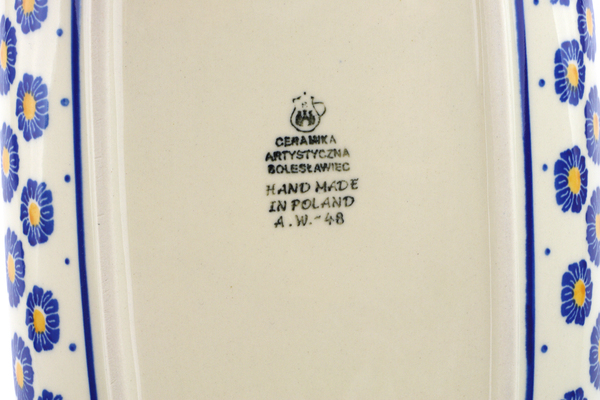 CERAMIKA
ARTYSTYCZNA
BOLESŁAWIEC
HAND MADE
IN POLAND
A.W.-48